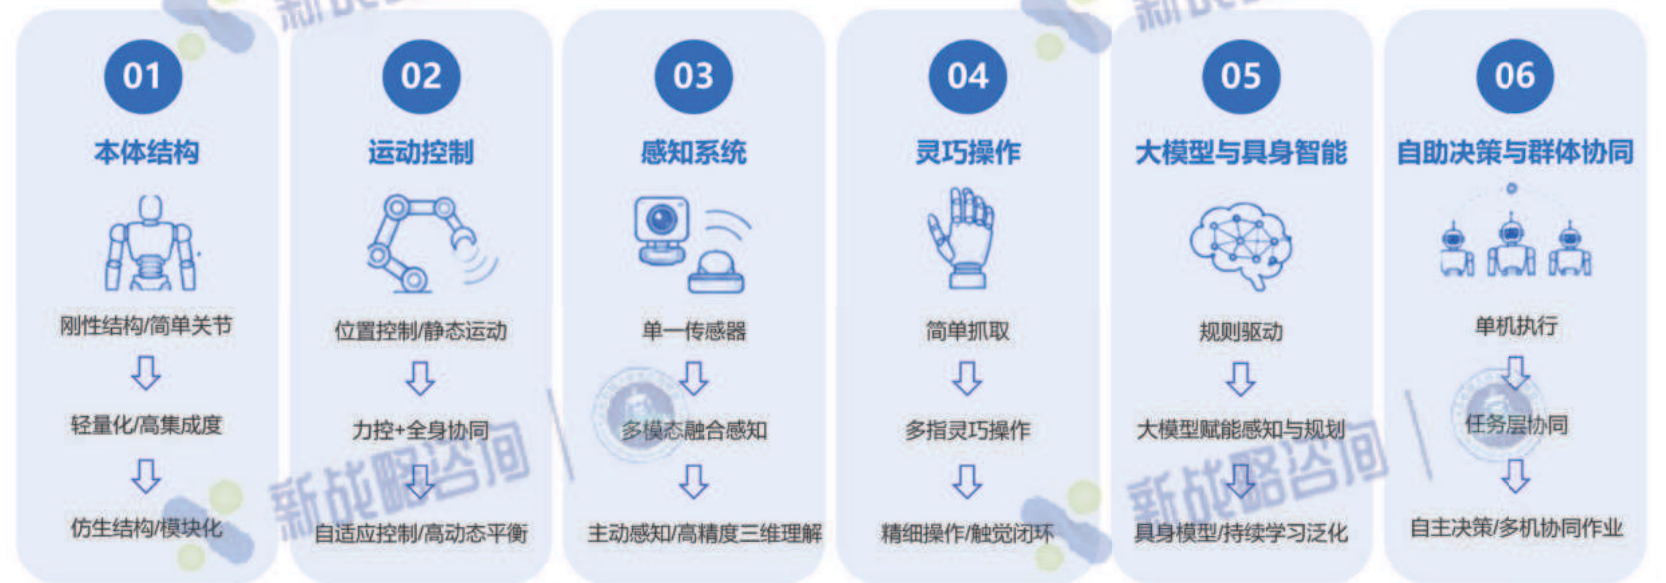 01
本体结构
刚性结构/简单关节
轻量化/高集成度
仿生结构/模块化
02
运动控制
位置控制/静态运动
力控+全身协同
自适应控制/高动态平衡
03
感知系统
单一传感器
多模态融合感知
主动感知/高精度三维理解
04
灵巧操作
简单抓取
多指灵巧操作
精细操作/触觉闭环
05
大模型与具身智能
规则驱动
大模型赋能感知与规划
具身模型/持续学习泛化
06
自助决策与群体协同
单机执行
任务层协同
自主决策/多机协同作业
新战略咨询
新战略咨询